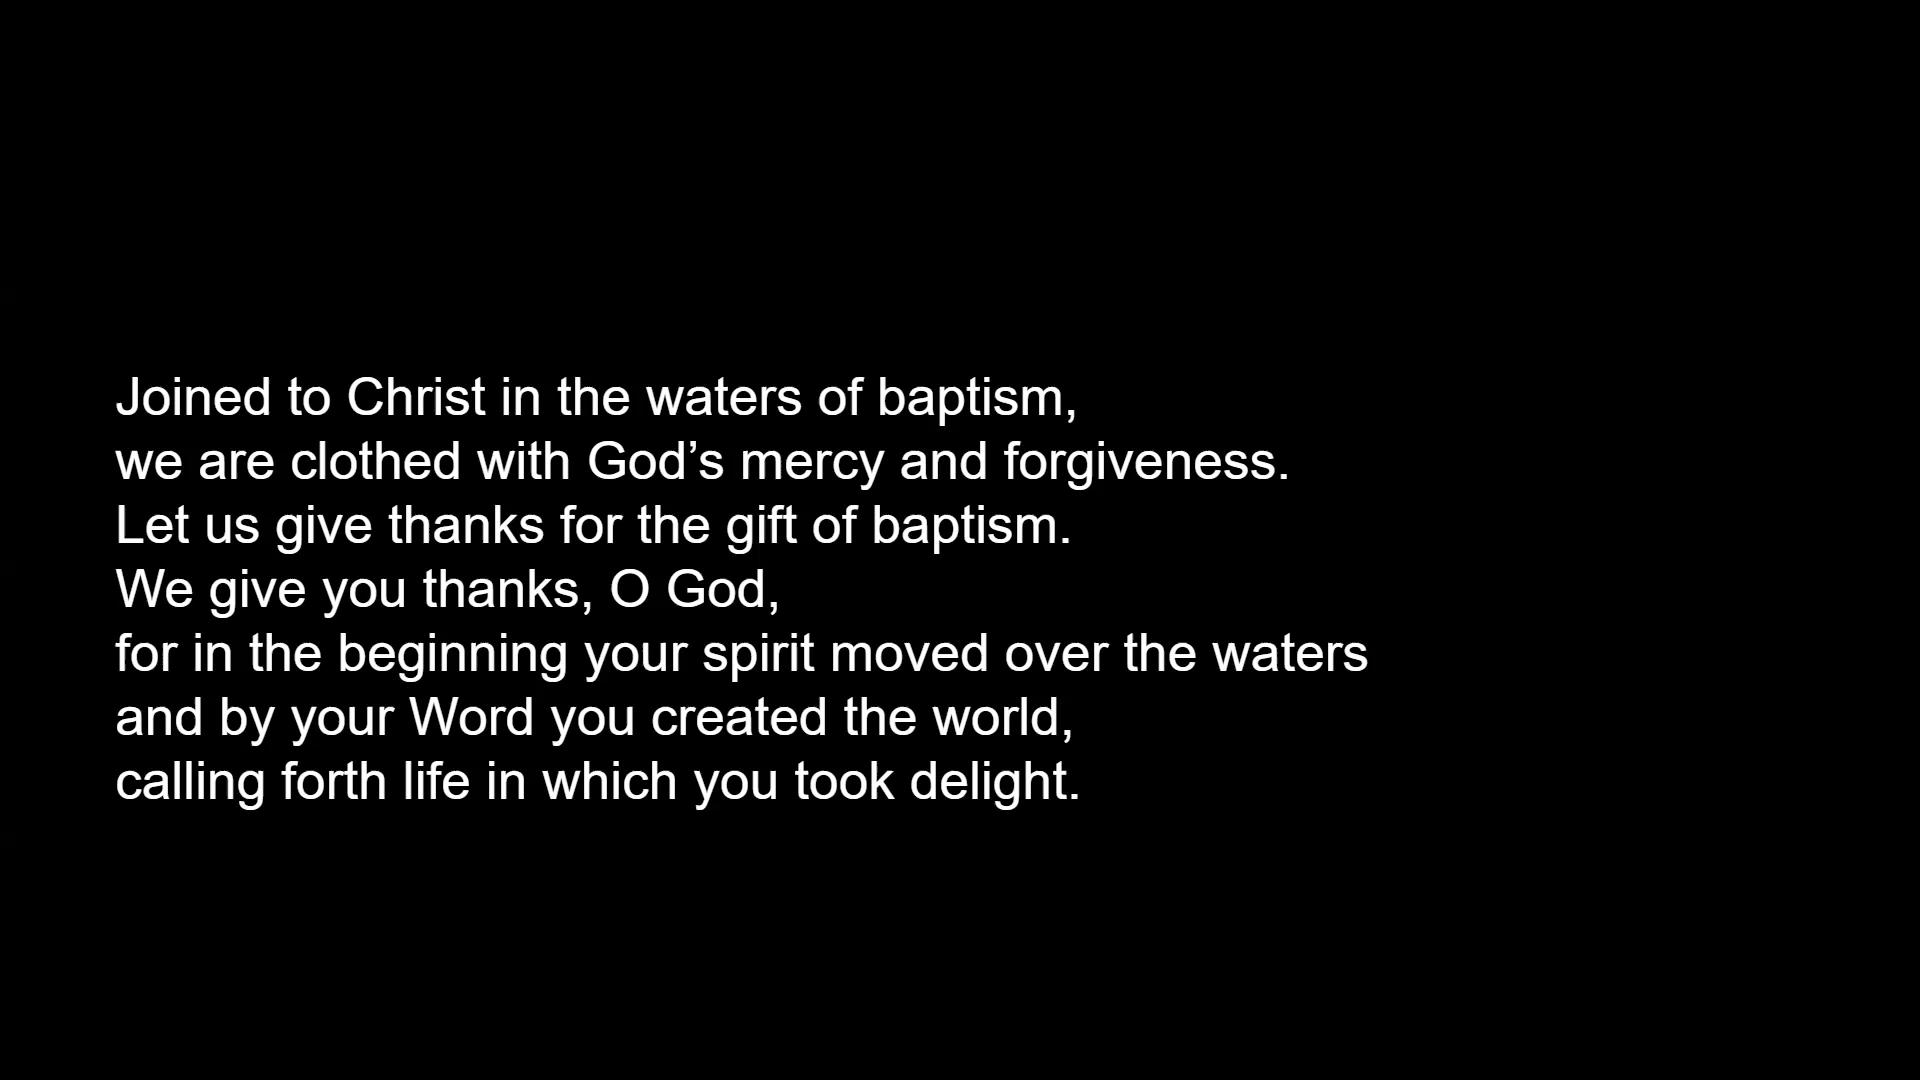 Joined to Christ in the waters of baptism,
we are clothed with God’s mercy and forgiveness.
Let us give thanks for the gift of baptism.
We give you thanks, O God,
for in the beginning your spirit moved over the waters
and by your Word you created the world,
calling forth life in which you took delight.